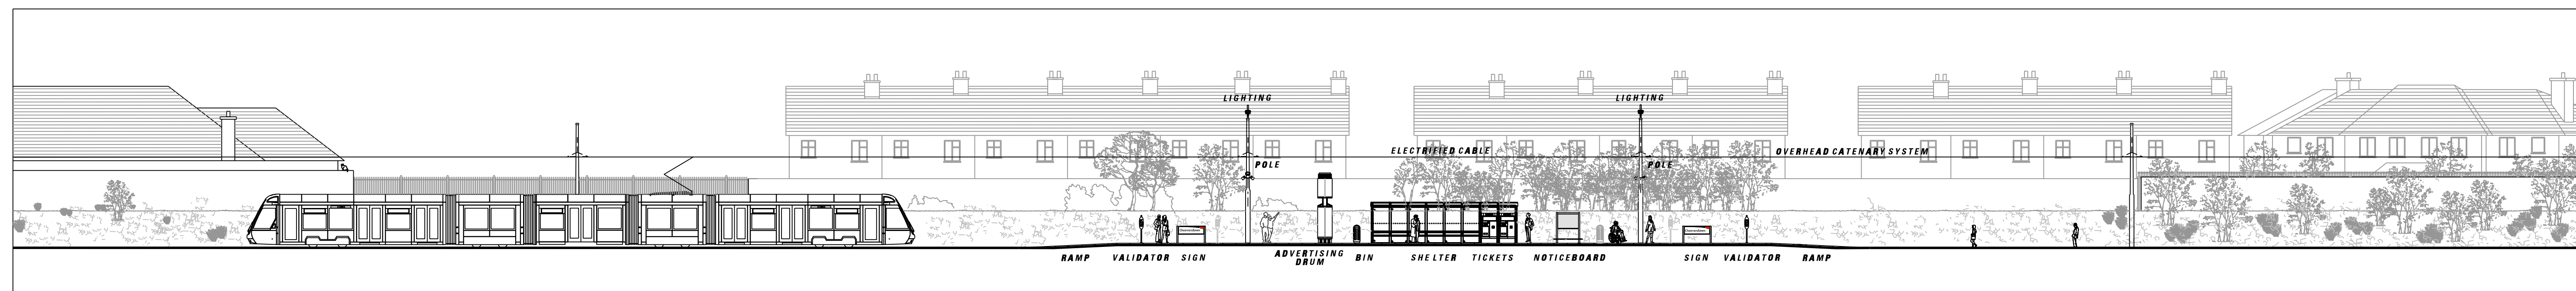 LIGHTING
LIGHTING
ELECTRIFIED CABLE
OVERHEAD CATENARY SYSTEM
POLE
POLE
RAMP
VALIDATOR
SIGN
ADVERTISING
DRUM
BIN
SHELTER
TICKETS
NOTICEBOARD
SIGN
VALIDATOR
RAMP